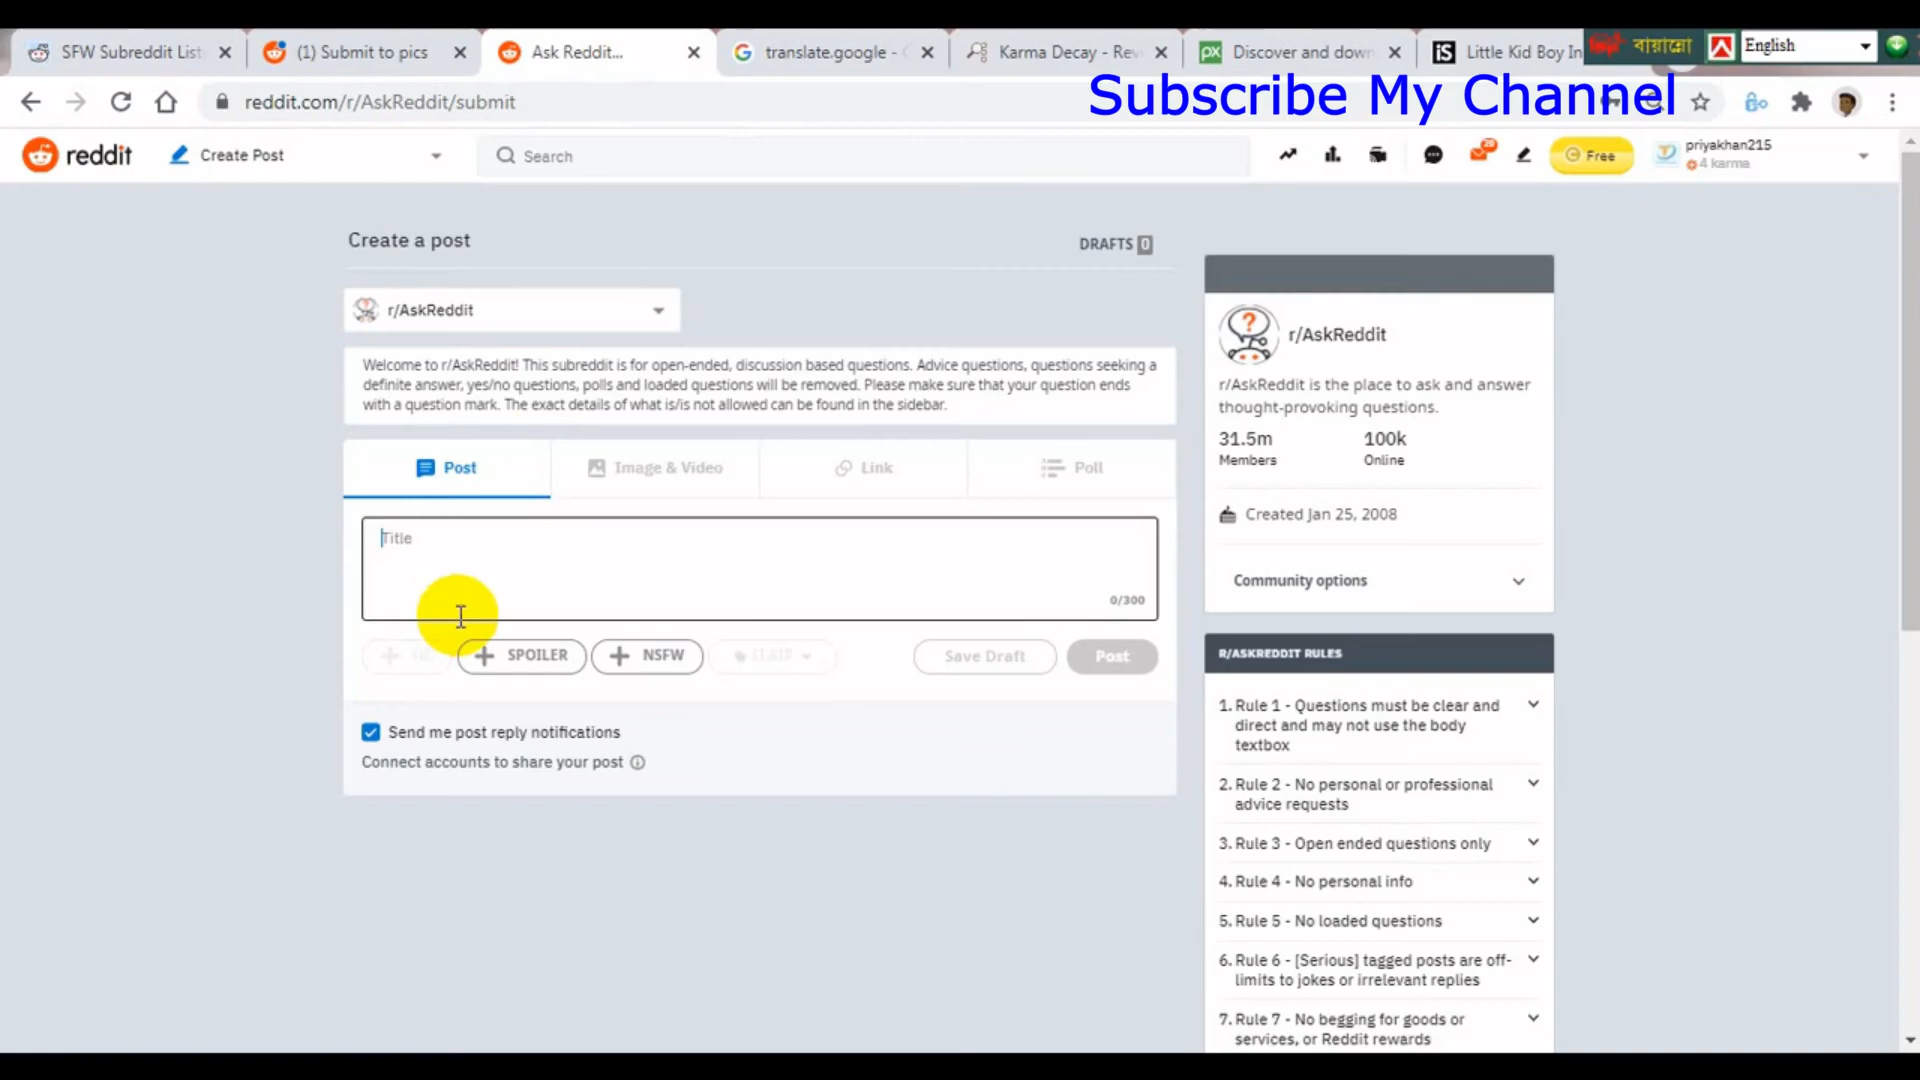 SFW Subreddit List
(1) Submit to pics
Ask Reddit...
translate.google -
Karma Decay - Rev
Discover and down
iS
Little Kid Boy In
বায়ান্নো
English
reddit.com/r/AskReddit/submit
Subscribe My Channel
reddit
Create Post
Search
29
Free
priyakhan215
4 karma
Create a post
DRAFTS 0
r/AskReddit
Welcome to r/AskReddit! This subreddit is for open-ended, discussion based questions. Advice questions, questions seeking a
definite answer, yes/no questions, polls and loaded questions will be removed. Please make sure that your question ends
with a question mark. The exact details of what is/is not allowed can be found in the sidebar.
Post
Image & Video
Link
Poll
Title
0/300
SPOILER
NSFW
FLAIR
Save Draft
Post
Send me post reply notifications
Connect accounts to share your post
r/AskReddit
r/AskReddit is the place to ask and answer
thought-provoking questions.
31.5m
100k
Members
Online
Created Jan 25, 2008
Community options
R/ASKREDDIT RULES
1. Rule 1 - Questions must be clear and
direct and may not use the body
textbox
2. Rule 2 - No personal or professional
advice requests
3. Rule 3 - Open ended questions only
4. Rule 4 - No personal info
5. Rule 5 - No loaded questions
6. Rule 6 - [Serious] tagged posts are off-
limits to jokes or irrelevant replies
7. Rule 7 - No begging for goods or
services, or Reddit rewards